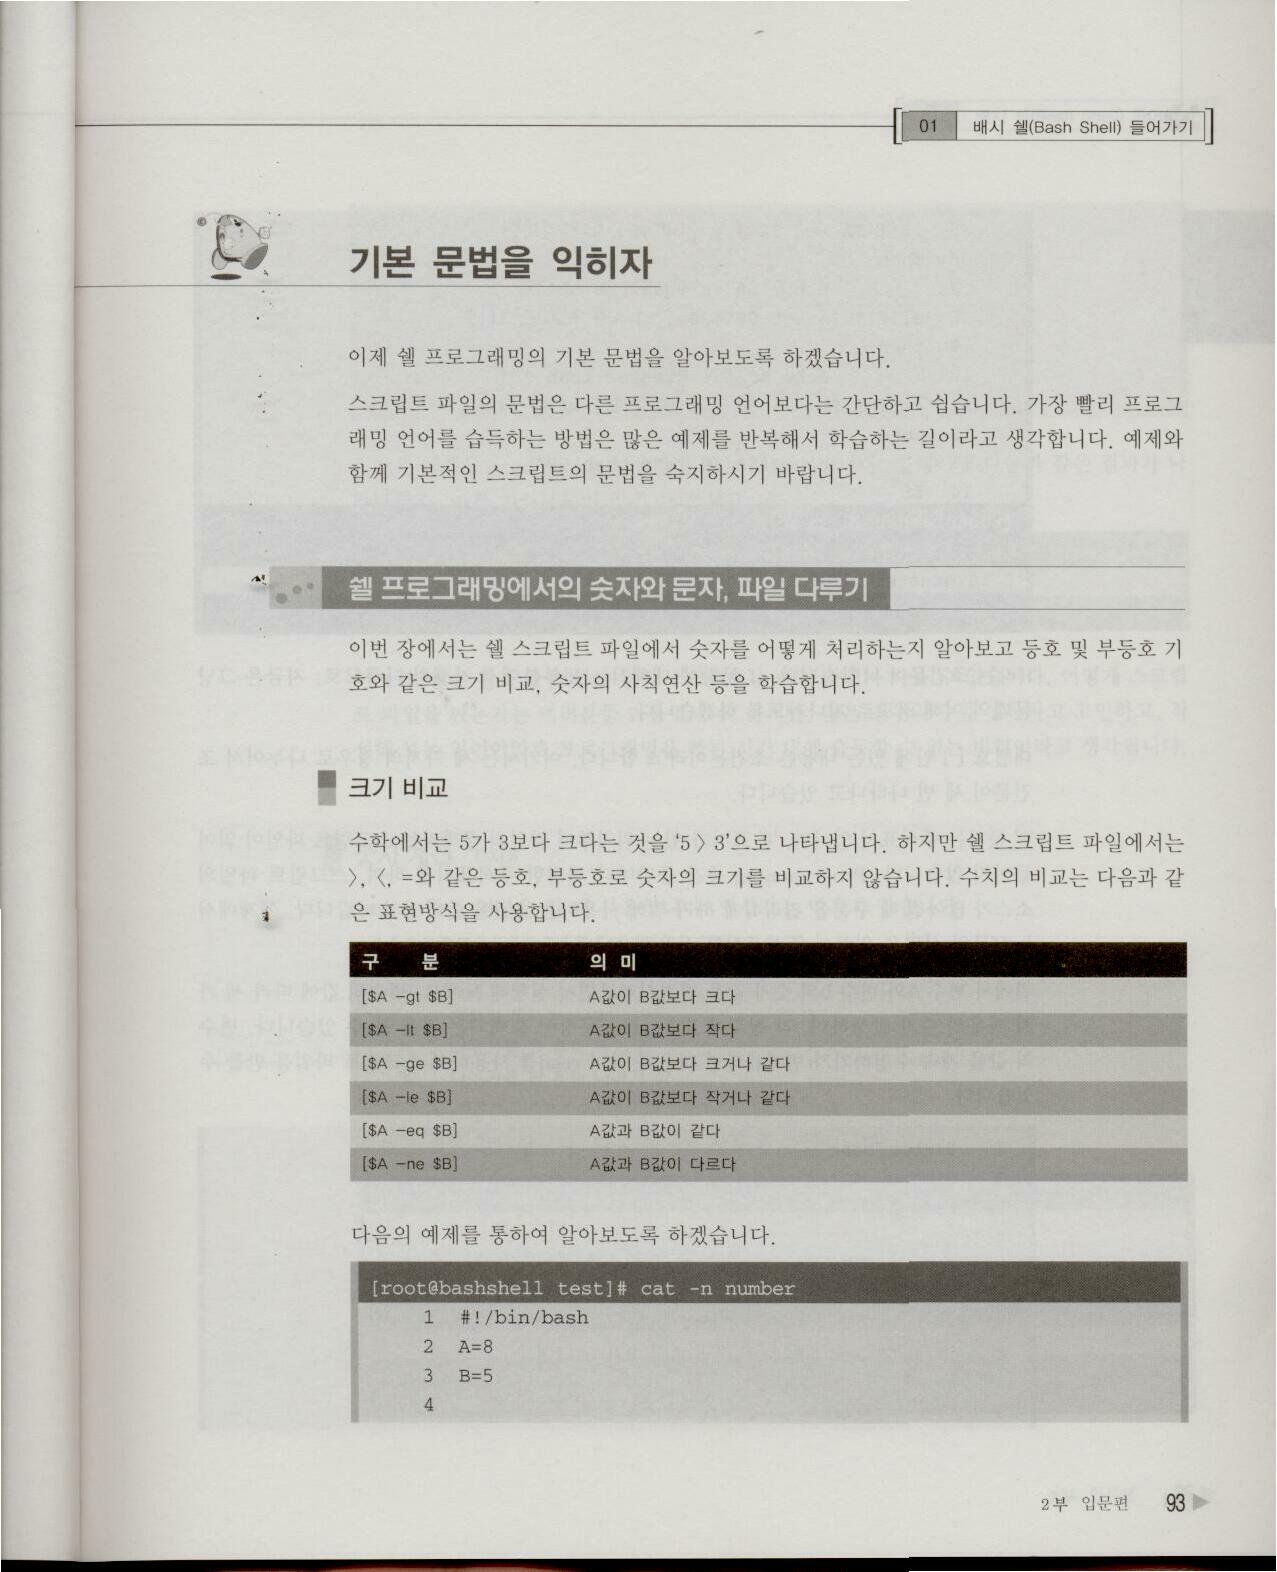 01 배시 쉘(Bash Shell) 들어가기
기본 문법을 익히자
이제 쉘 프로그래밍의 기본 문법을 알아보도록 하겠습니다.
스크립트 파일의 문법은 다른 프로그래밍 언어보다는 간단하고 쉽습니다. 가장 빨리 프로그
래밍 언어를 습득하는 방법은 많은 예제를 반복해서 학습하는 길이라고 생각합니다. 예제와
함께 기본적인 스크립트의 문법을 숙지하시기 바랍니다.
쉘 프로그래밍에서의 숫자와 문자, 파일 다루기
이번 장에서는 쉘 스크립트 파일에서 숫자를 어떻게 처리하는지 알아보고 등호 및 부등호 기
호와 같은 크기 비교, 숫자의 사칙연산 등을 학습합니다.
크기 비교
수학에서는 5가 3보다 크다는 것을 '5 > 3'으로 나타냅니다. 하지만 쉘 스크립트 파일에서는
>, <, =와 같은 등호, 부등호로 숫자의 크기를 비교하지 않습니다. 수치의 비교는 다음과 같
은 표현방식을 사용합니다.
구 분 의 미
[$A -gt $B] A값이 B값보다 크다
[$A -lt $B] A값이 B값보다 작다
[$A -ge $B] A값이 B값보다 크거나 같다
[$A -le $B] A값이 B값보다 작거나 같다
[$A -eq $B] A값과 B값이 같다
[$A -ne $B] A값과 B값이 다르다
다음의 예제를 통하여 알아보도록 하겠습니다.
[root@bashshell test]# cat -n number
1 #!/bin/bash
2 A=8
3 B=5
4
2부 입문편 93